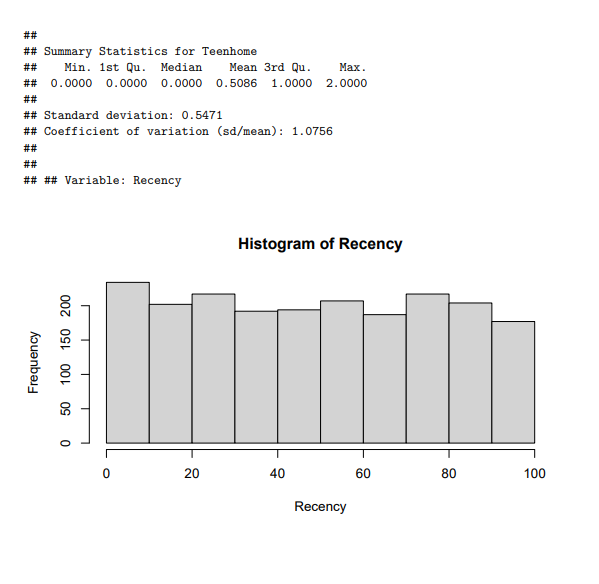 ##
## Summary Statistics for Teenhome
## Min. 1st Qu. Median Mean 3rd Qu. Max.
## 0.0000 0.0000 0.0000 0.5086 1.0000 2.0000
##
## Standard deviation: 0.5471
## Coefficient of variation (sd/mean): 1.0756
##
##
## ## Variable: Recency
Histogram of Recency
Frequency
200
150
100
50
0
0 20 40 60 80 100
Recency